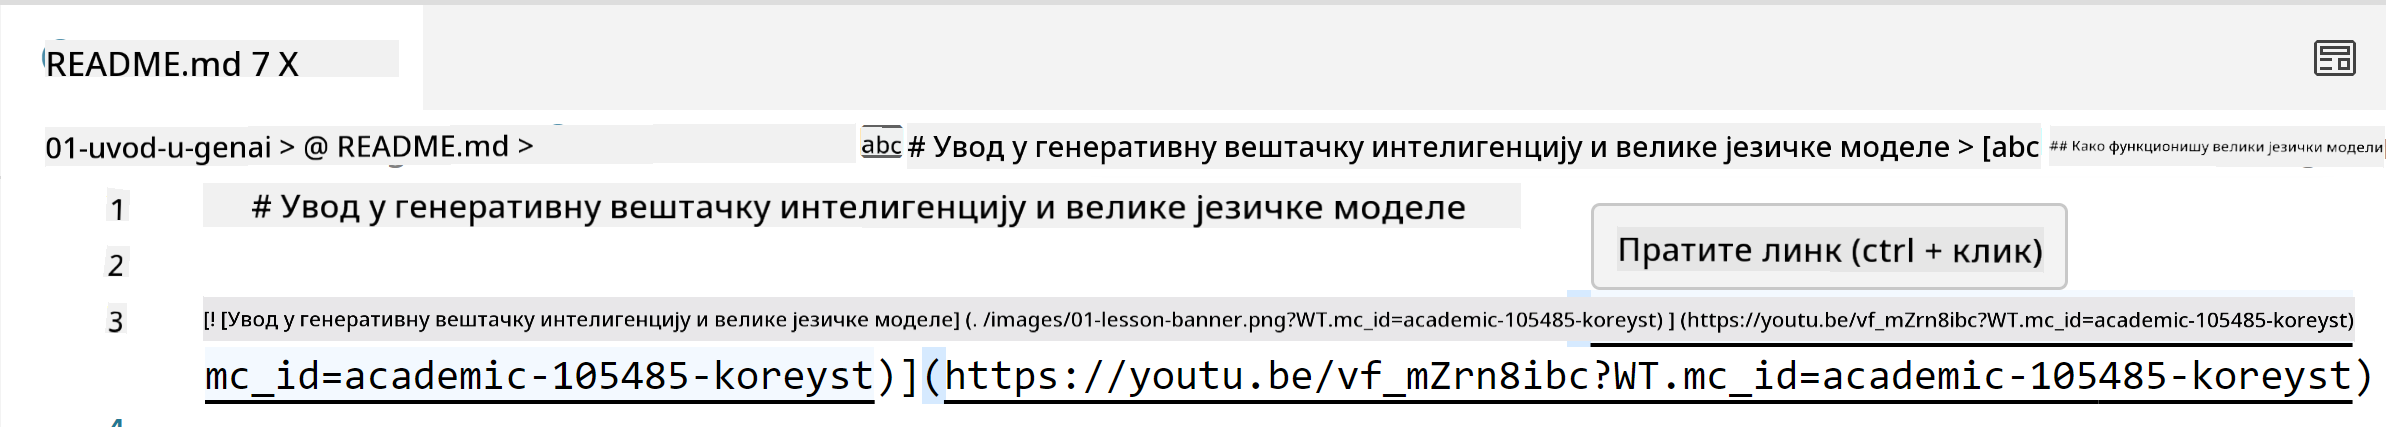 README.md 7 X
01-uvod-u-genai > @ README.md > abc # Увод у генеративну вештачку интелигенцију и велике језичке моделе > [abc ## Како функционишу велики језички модели
1 # Увод у генеративну вештачку интелигенцију и велике језичке моделе
Пратите линк (ctrl + клик)
2
3 [! [Увод у генеративну вештачку интелигенцију и велике језичке моделе] (. /images/01-lesson-banner.png?WT.mc_id=academic-105485-koreyst) ] (https://youtu.be/vf_mZrn8ibc?WT.mc_id=academic-105485-koreyst)
mc_id=academic-105485-koreyst)](https://youtu.be/vf_mZrn8ibc?WT.mc_id=academic-105485-koreyst)